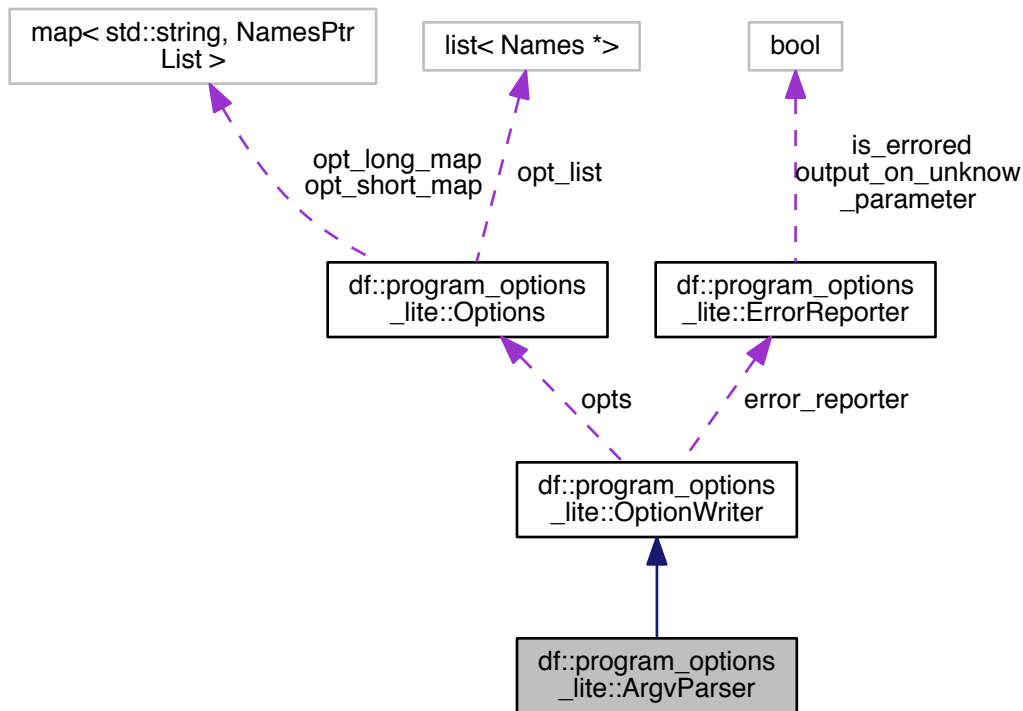 map< std::string, NamesPtr
List >
list< Names *>
bool
opt_long_map
opt_short_map
opt_list
is_errored
output_on_unknow
_parameter
df::program_options
_lite::Options
df::program_options
_lite::ErrorReporter
opts
error_reporter
df::program_options
_lite::OptionWriter
df::program_options
_lite::ArgvParser